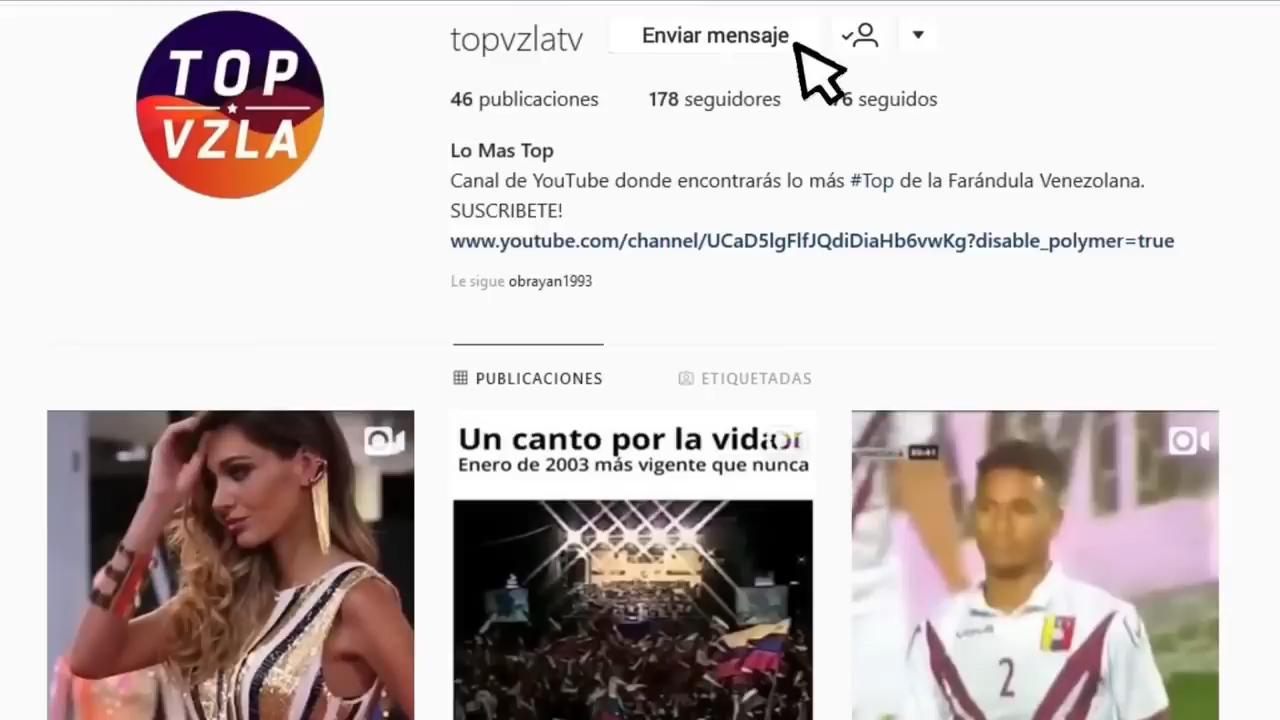 TOP
VZLA
topvzlatv
Enviar mensaje
46 publicaciones
178 seguidores
6 seguidos
Lo Mas Top
Canal de YouTube donde encontrarás lo más #Top de la Farándula Venezolana.
SUSCRIBETE!
www.youtube.com/channel/UCaD5lgFlfJQdiDiaHb6vwKg?disable_polymer=true
Le sigue obrayan1993
PUBLICACIONES
ETIQUETADAS
Un canto por la vida
Enero de 2003 más vigente que nunca
2